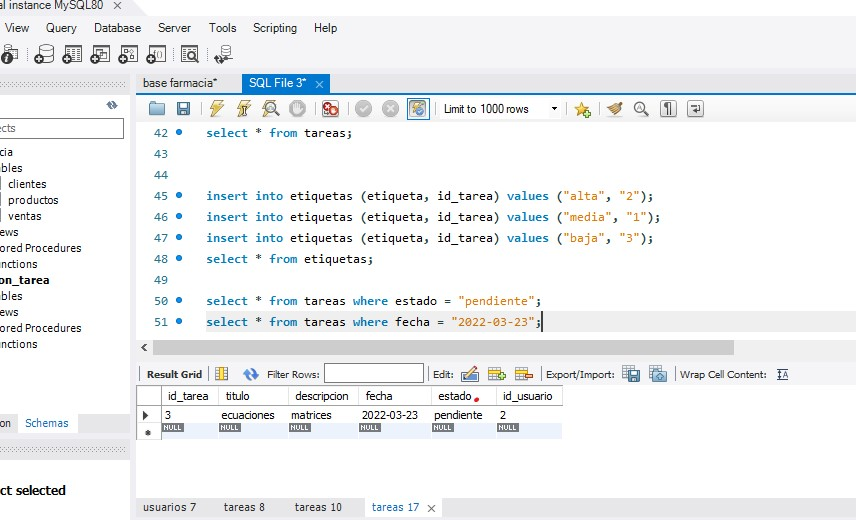 al instance MySQL80
View Query Database Server Tools Scripting Help
base farmacia* SQL File 3*
Limit to 1000 rows
ects
cia
bles
clientes
productos
ventas
ews
ored Procedures
nctions
on_tarea
bles
ews
ored Procedures
nctions
on Schemas
ct selected
42 select * from tareas;
43
44
45 insert into etiquetas (etiqueta, id_tarea) values ("alta", "2");
46 insert into etiquetas (etiqueta, id_tarea) values ("media", "1");
47 insert into etiquetas (etiqueta, id_tarea) values ("baja", "3");
48 select * from etiquetas;
49
50 select * from tareas where estado = "pendiente";
51 select * from tareas where fecha = "2022-03-23";
Result Grid Filter Rows: Edit: Export/Import: Wrap Cell Content:
id_tarea titulo descripcion fecha estado id_usuario
3 ecuaciones matrices 2022-03-23 pendiente 2
NULL NULL NULL NULL NULL NULL
usuarios 7 tareas 8 tareas 10 tareas 17